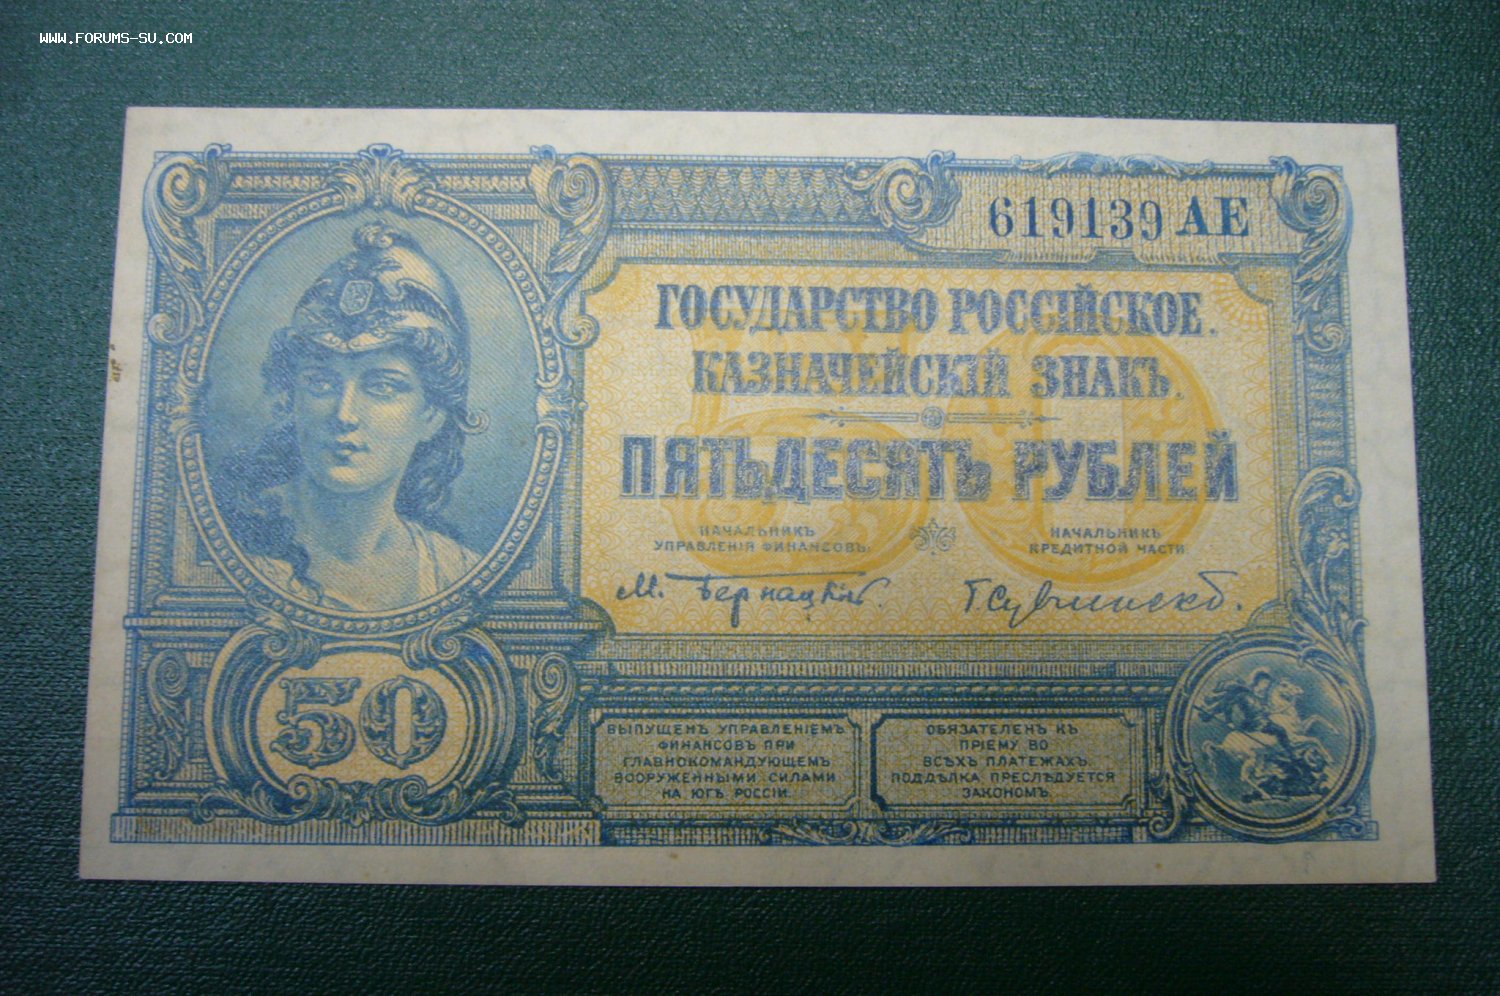 WWW.FORUMS-SU.COM
619139 АЕ
ГОСУДАРСТВО РОССІЙСКОЕ.
КАЗНАЧЕЙСКІЙ ЗНАКЪ.
ПЯТЬДЕСЯТЪ РУБЛЕЙ
НАЧАЛЬНИКЪ
УПРАВЛЕНІЯ ФИНАНСОВЪ.
НАЧАЛЬНИКЪ
КРЕДИТНОЙ ЧАСТИ
М. Бернацкій.
50
ВЫПУЩЕНЪ УПРАВЛЕНІЕМЪ
ФИНАНСОВЪ ПРИ
ГЛАВНОКОМАНДУЮЩЕМЪ
ВООРУЖЕННЫМИ СИЛАМИ
НА ЮГѢ РОССІИ.
ОБЯЗАТЕЛЕНЪ КЪ
ПРІЕМУ ВО
ВСѢХЪ ПЛАТЕЖАХЪ.
ПОДДѢЛКА ПРЕСЛѢДУЕТСЯ
ЗАКОНОМЪ.